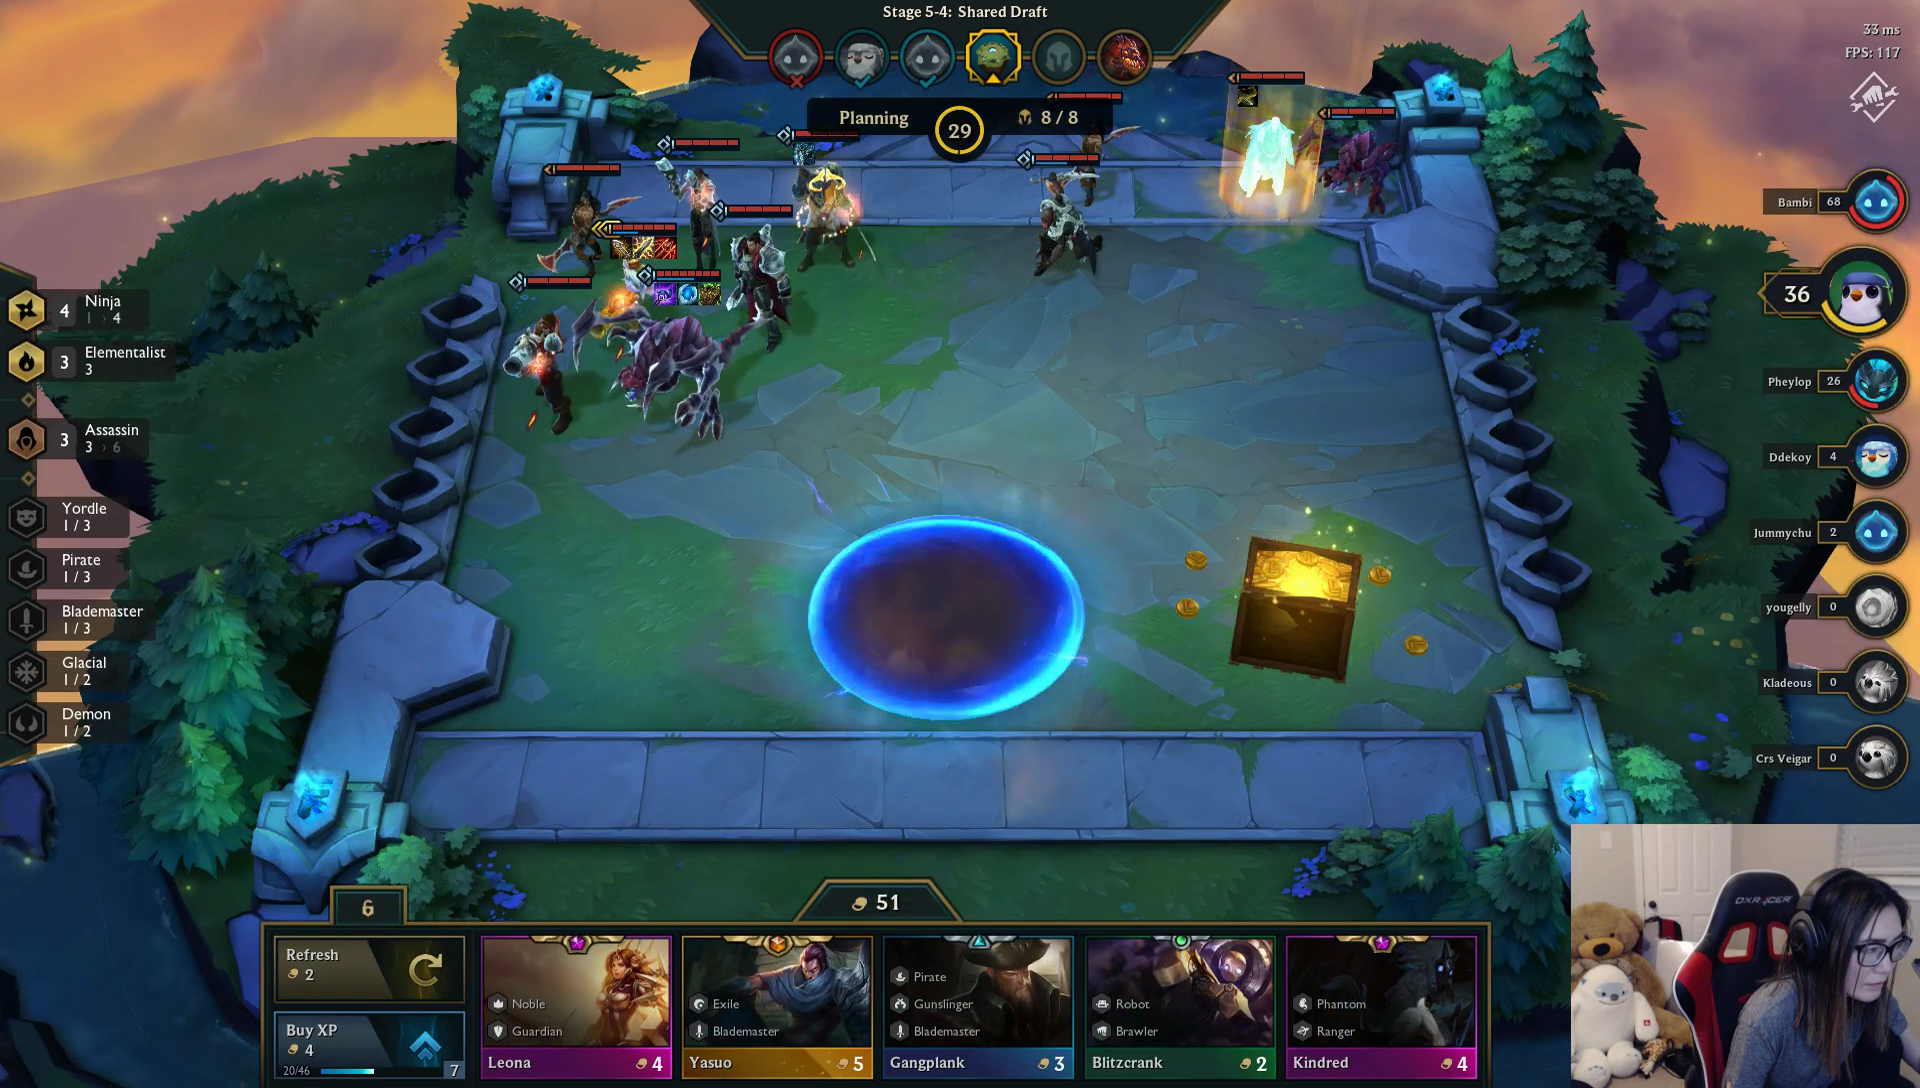 Stage 5-4: Shared Draft
33 ms
FPS: 117
Planning
29
8 / 8
Bambi 68
36
Pheylop 26
Ddekoy 4
Jummychu 2
yougelly 0
Kladeous 0
Crs Veigar 0
4 Ninja
1 › 4
3 Elementalist
3
3 Assassin
3 › 6
Yordle
1 / 3
Pirate
1 / 3
Blademaster
1 / 3
Glacial
1 / 2
Demon
1 / 2
6
51
Refresh
2
Buy XP
4
20/46
7
Noble
Guardian
Leona 4
Exile
Blademaster
Yasuo 5
Pirate
Gunslinger
Blademaster
Gangplank 3
Robot
Brawler
Blitzcrank 2
Phantom
Ranger
Kindred 4
DXRACER